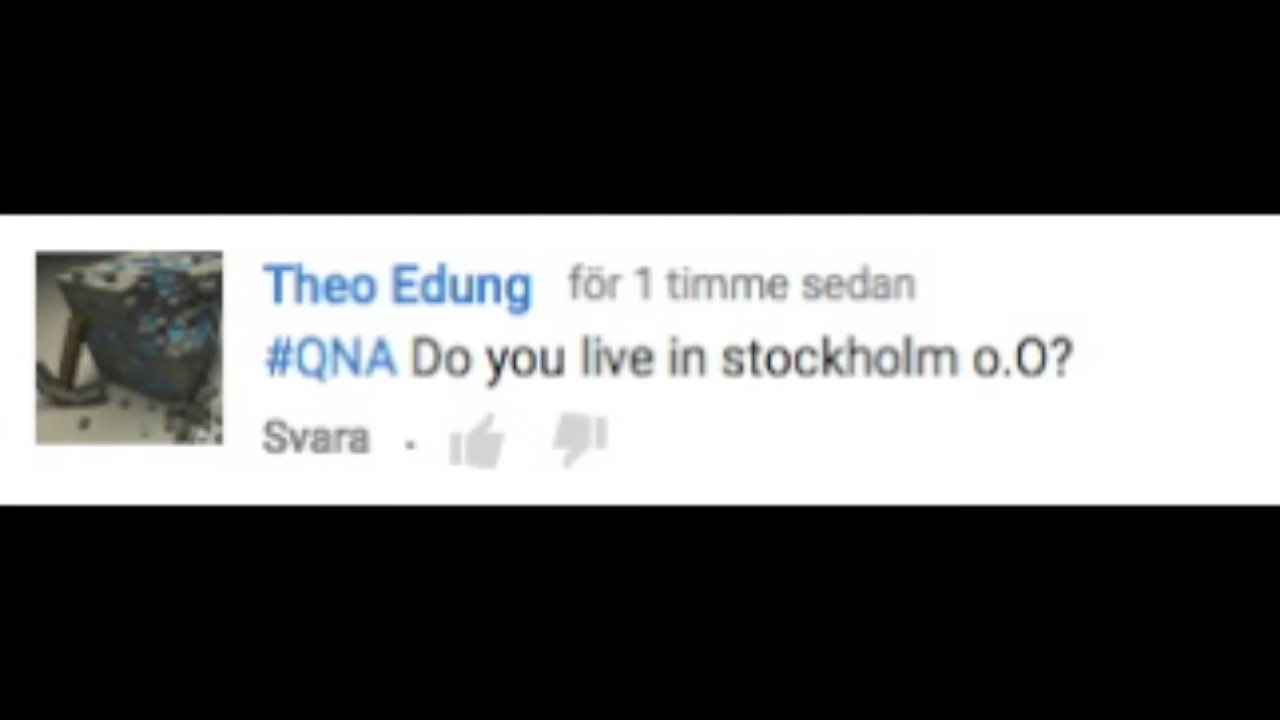 Theo Edung för 1 timme sedan
#QNA Do you live in stockholm o.O?
Svara ·